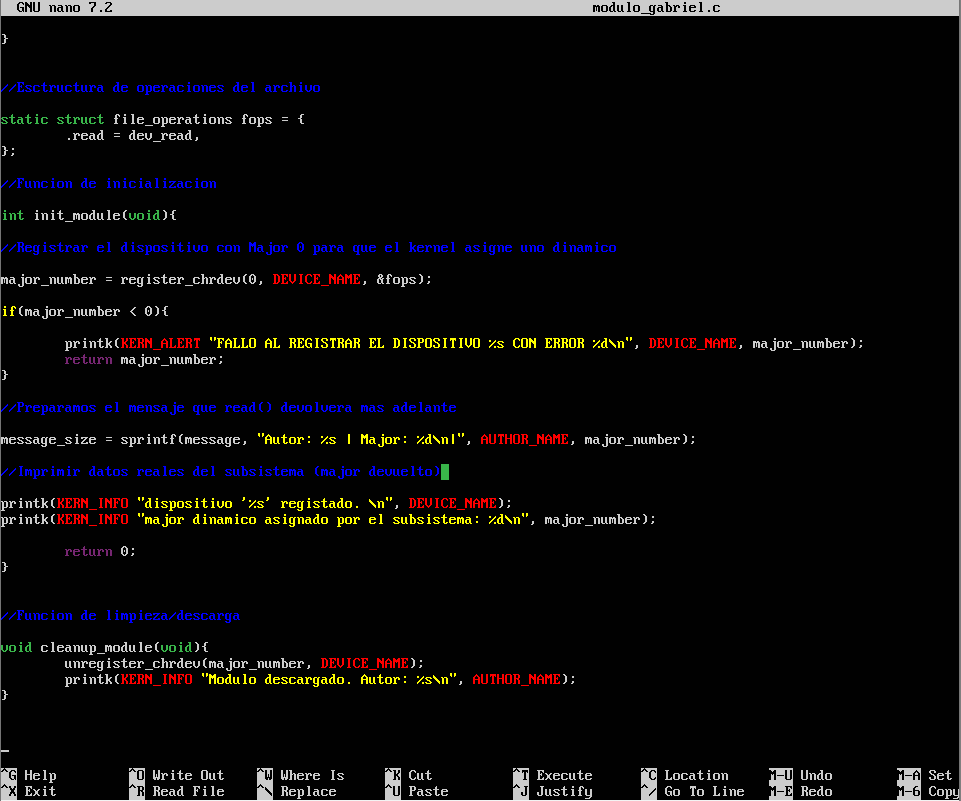 GNU nano 7.2 modulo_gabriel.c
}
//Esctructura de operaciones del archivo
static struct file_operations fops = {
.read = dev_read,
};
//Funcion de inicializacion
int init_module(void){
//Registrar el dispositivo con Major 0 para que el kernel asigne uno dinamico
major_number = register_chrdev(0, DEVICE_NAME, &fops);
if(major_number < 0){
printk(KERN_ALERT "FALLO AL REGISTRAR EL DISPOSITIVO %s CON ERROR %d\n", DEVICE_NAME, major_number);
return major_number;
}
//Preparamos el mensaje que read() devolvera mas adelante
message_size = sprintf(message, "Autor: %s | Major: %d\n|", AUTHOR_NAME, major_number);
//Imprimir datos reales del subsistema (major devuelto)
printk(KERN_INFO "dispositivo '%s' registado. \n", DEVICE_NAME);
printk(KERN_INFO "major dinamico asignado por el subsistema: %d\n", major_number);
return 0;
}
//Funcion de limpieza/descarga
void cleanup_module(void){
unregister_chrdev(major_number, DEVICE_NAME);
printk(KERN_INFO "Modulo descargado. Autor: %s\n", AUTHOR_NAME);
}
^G Help ^O Write Out ^W Where Is ^K Cut ^T Execute ^C Location M-U Undo M-A Set
^X Exit ^R Read File ^\ Replace ^U Paste ^J Justify ^/ Go To Line M-E Redo M-6 Copy